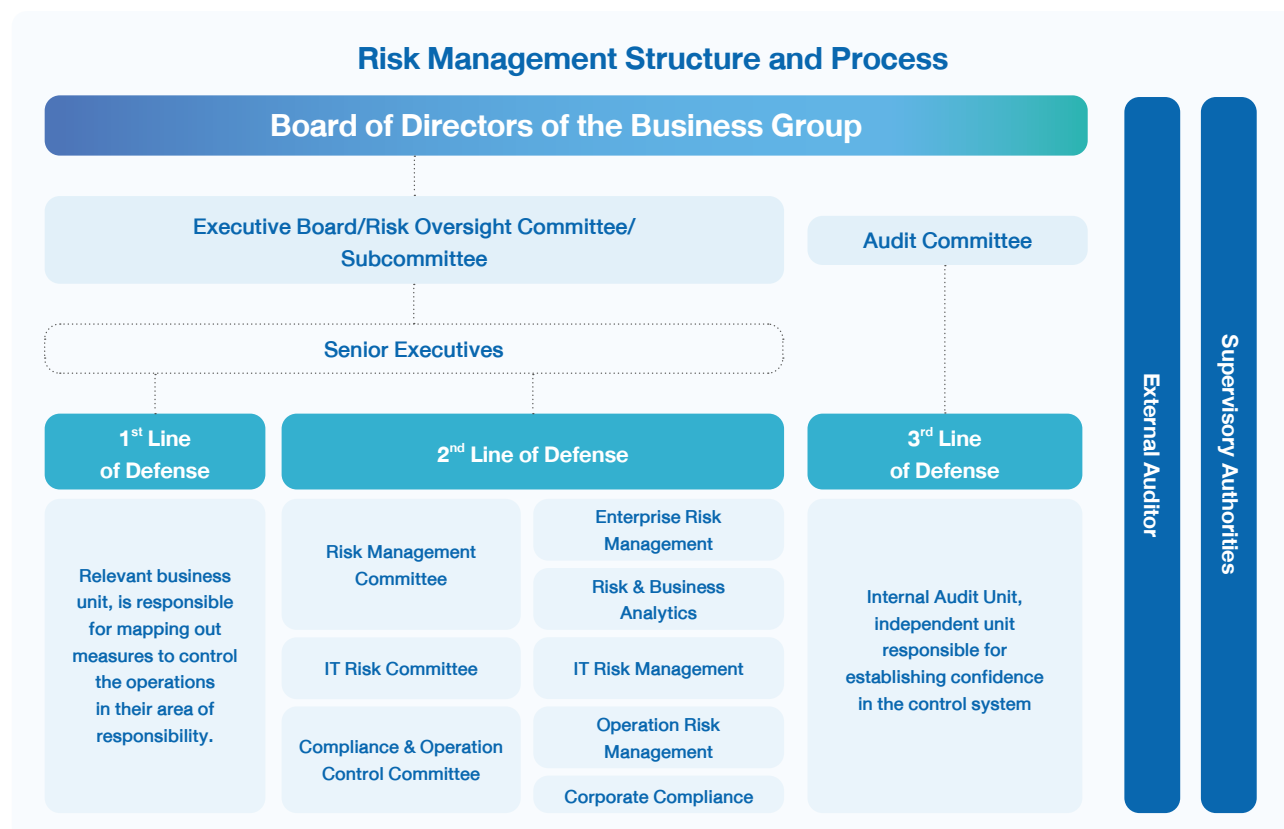 Risk Management Structure and Process
Board of Directors of the Business Group
Executive Board/Risk Oversight Committee/
Subcommittee
Audit Committee
Senior Executives
1st Line
of Defense
2nd Line of Defense
3rd Line
of Defense
Relevant business
unit, is responsible
for mapping out
measures to control
the operations
in their area of
responsibility.
Risk Management
Committee
IT Risk Committee
Compliance & Operation
Control Committee
Enterprise Risk
Management
Risk & Business
Analytics
IT Risk Management
Operation Risk
Management
Corporate Compliance
Internal Audit Unit,
independent unit
responsible for
establishing confidence
in the control system
External Auditor
Supervisory Authorities